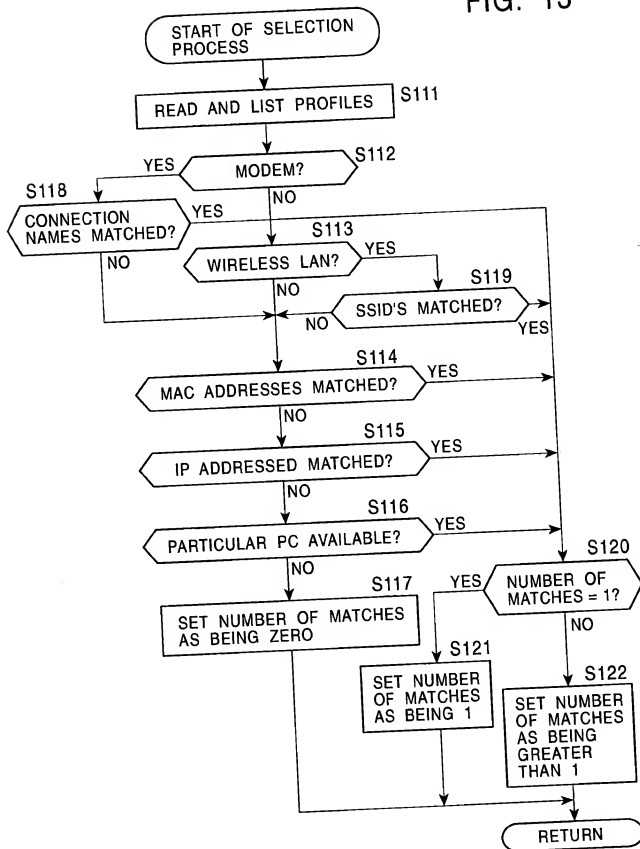 FIG. 13
START OF SELECTION
PROCESS
READ AND LIST PROFILES
S111
MODEM?
S112
YES
NO
S118
CONNECTION
NAMES MATCHED?
YES
NO
S113
WIRELESS LAN?
YES
NO
S119
SSID'S MATCHED?
NO
YES
S114
MAC ADDRESSES MATCHED?
YES
NO
S115
IP ADDRESSED MATCHED?
YES
NO
S116
PARTICULAR PC AVAILABLE?
YES
NO
S117
SET NUMBER OF MATCHES
AS BEING ZERO
S120
NUMBER OF
MATCHES = 1?
YES
NO
S121
SET NUMBER
OF MATCHES
AS BEING 1
S122
SET NUMBER
OF MATCHES
AS BEING
GREATER
THAN 1
RETURN